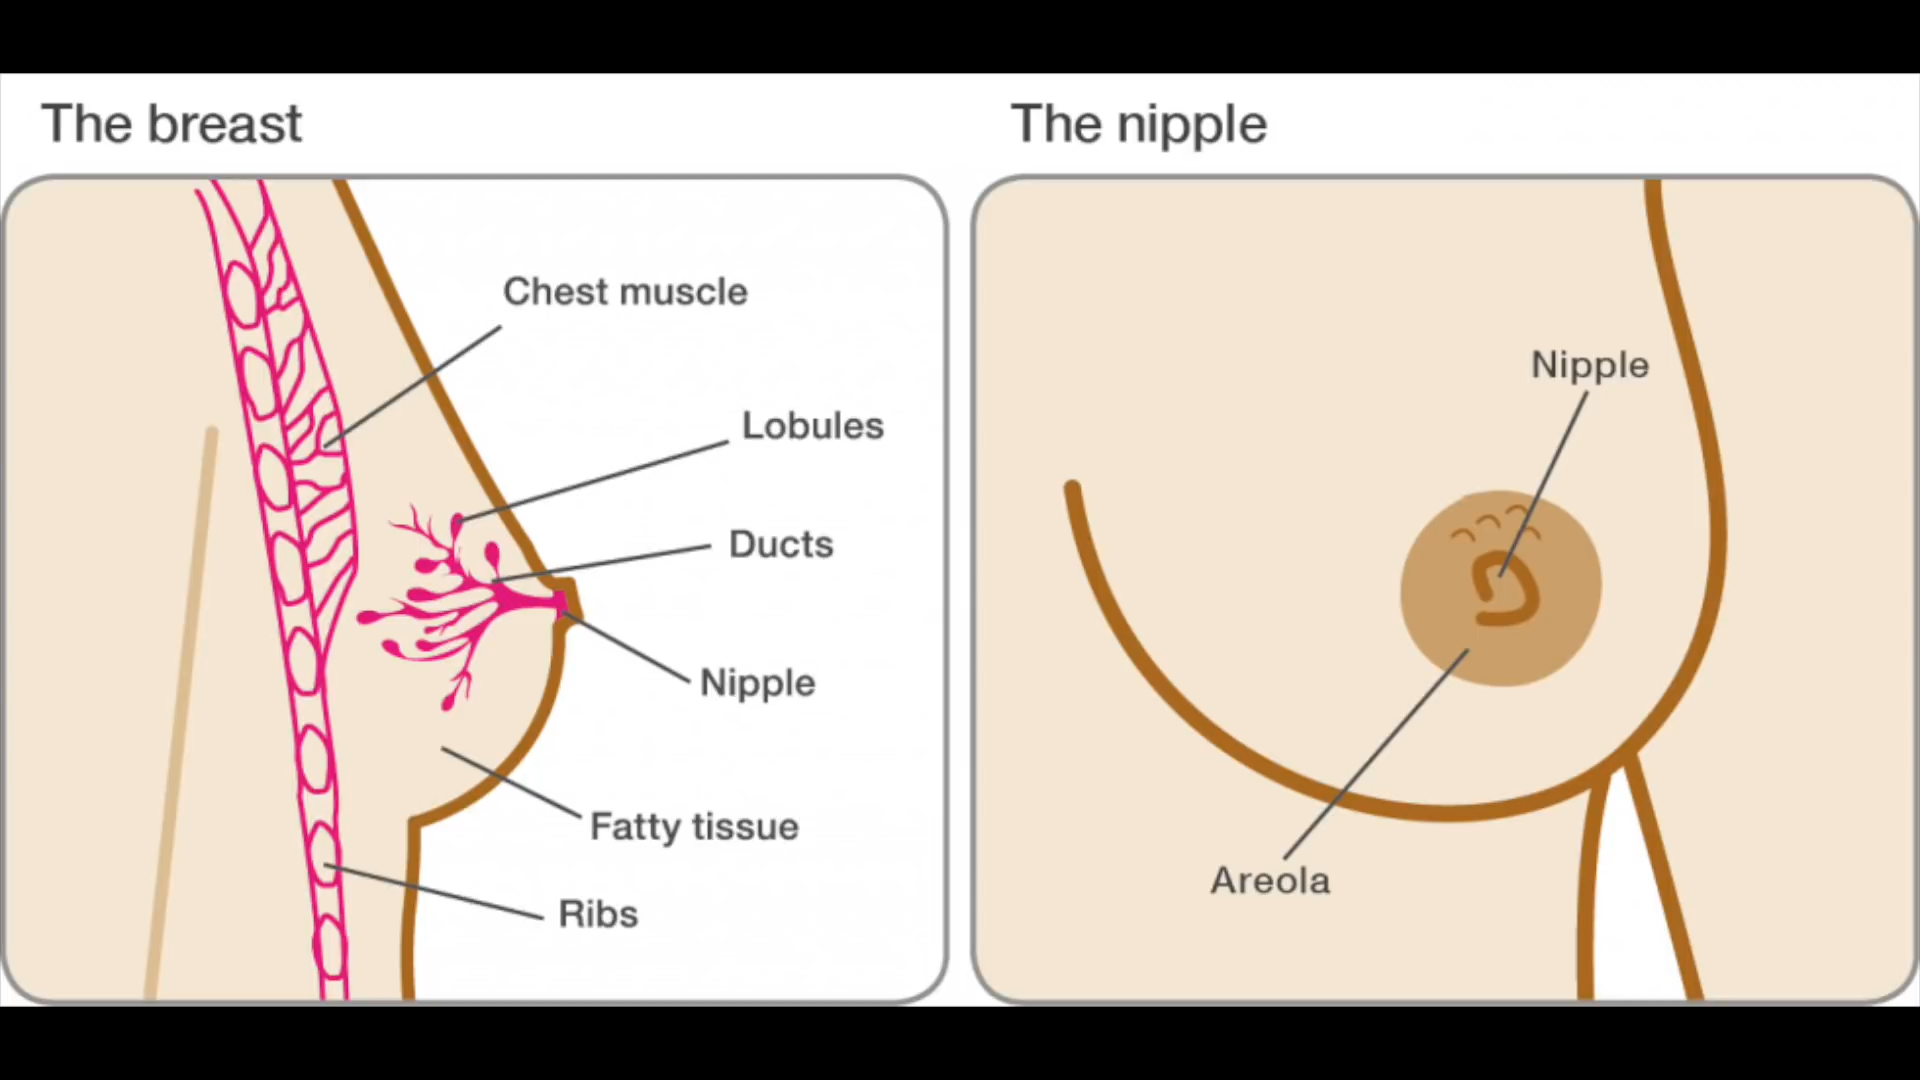 The breast
Chest muscle
Lobules
Ducts
Nipple
Fatty tissue
Ribs
The nipple
Nipple
Areola